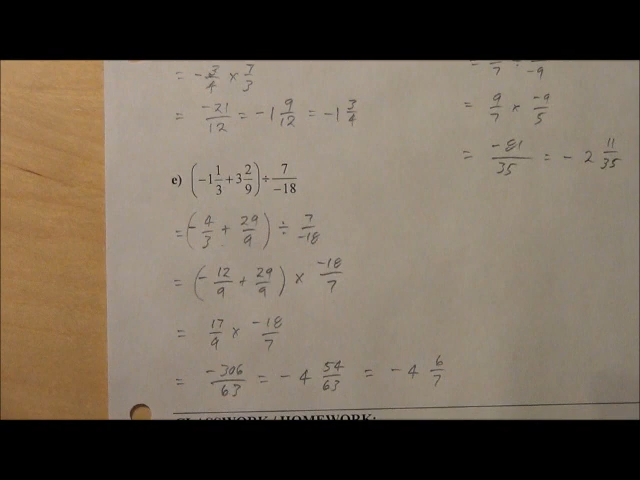 = -3/4 × 7/3
= -21/12 = -1 9/12 = -1 3/4
e) (-1 1/3 + 3 2/9) ÷ 7/-18
= (-4/3 + 29/9) ÷ 7/-18
= (-12/9 + 29/9) × -18/7
= 17/9 × -18/7
= -306/63 = -4 54/63 = -4 6/7
= 9/7 × -9/5
= -81/35 = -2 11/35